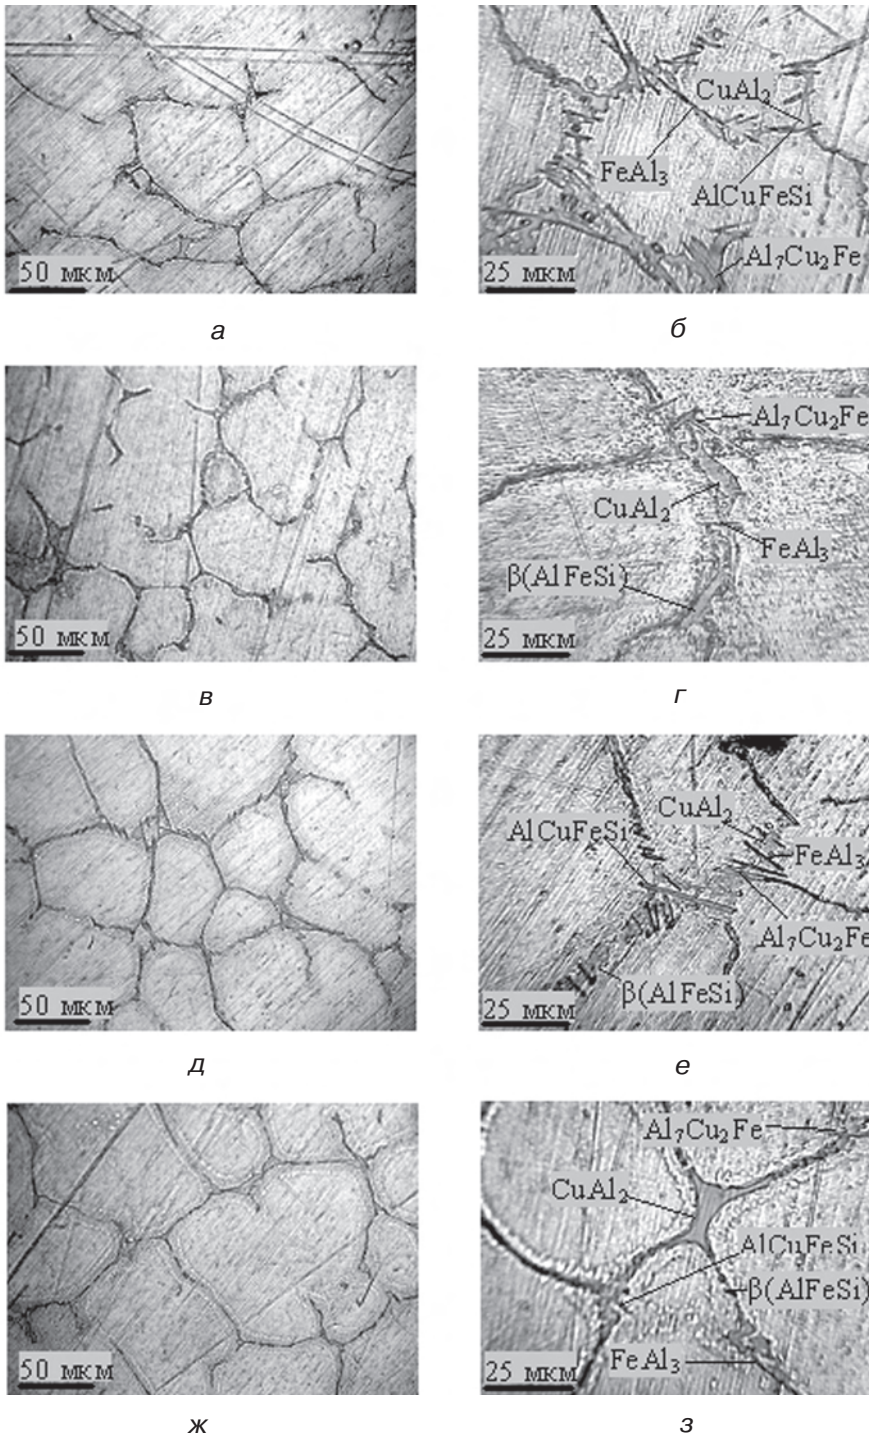 CuAl₂
FeAl₃
AlCuFeSi
Al₇Cu₂Fe
50 мкм
25 мкм
а
б
Al₇Cu₂Fe
CuAl₂
FeAl₃
β(AlFeSi)
50 мкм
25 мкм
в
г
CuAl₂
AlCuFeSi
FeAl₃
Al₇Cu₂Fe
β(AlFeSi)
50 мкм
25 мкм
д
е
Al₇Cu₂Fe
CuAl₂
AlCuFeSi
β(AlFeSi)
FeAl₃
50 мкм
25 мкм
ж
з